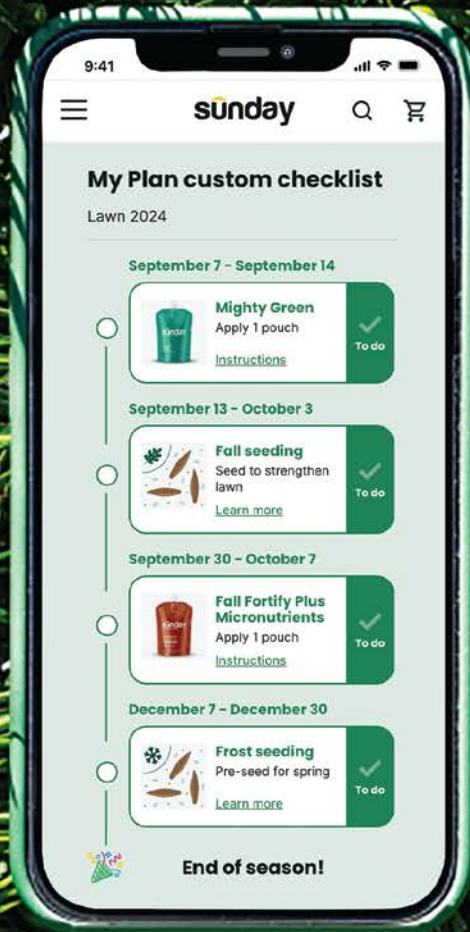 9:41
sunday
My Plan custom checklist
Lawn 2024
September 7 - September 14
Mighty Green
Apply 1 pouch
Instructions
To do
sunday
September 13 - October 3
Fall seeding
Seed to strengthen
lawn
Learn more
To do
September 30 - October 7
Fall Fortify Plus
Micronutrients
Apply 1 pouch
Instructions
To do
sunday
December 7 - December 30
Frost seeding
Pre-seed for spring
Learn more
To do
End of season!